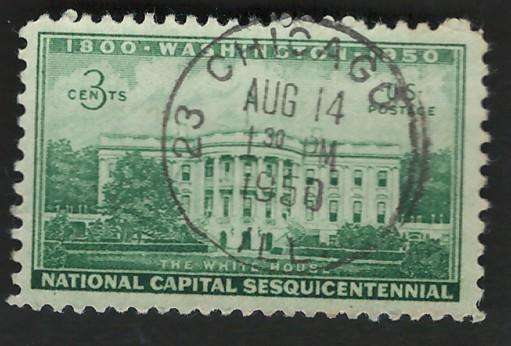 1800 · WASHINGTON · 1950
3
CENTS
U.S.
POSTAGE
CHICAGO
23
AUG 14
1 30 PM
1950
ILL
THE WHITE HOUSE
NATIONAL CAPITAL SESQUICENTENNIAL